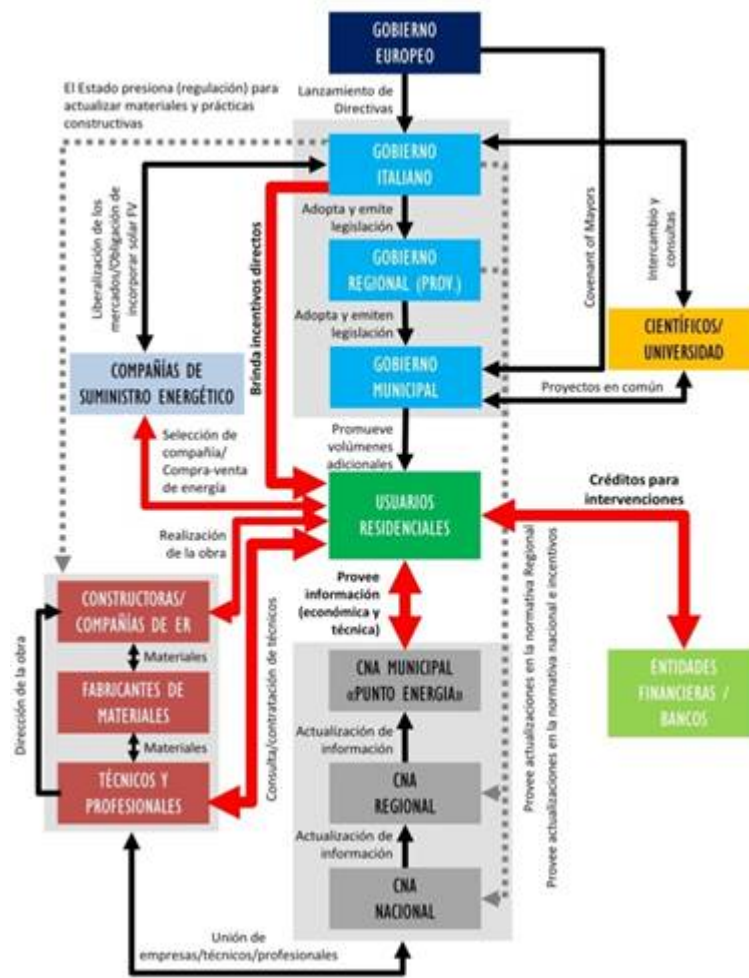 GOBIERNO
EUROPEO
El Estado presiona (regulación) para
actualizar materiales y prácticas
constructivas
Lanzamiento de
Directivas
GOBIERNO
ITALIANO
Liberalización de los
mercados/Obligación de
incorporar solar FV
Brinda incentivos directos
Adopta y emite
legislación
Covenant of Mayors
Intercambio y
consultas
GOBIERNO
REGIONAL (PROV.)
Adopta y emiten
legislación
CIENTÍFICOS/
UNIVERSIDAD
COMPAÑÍAS DE
SUMINISTRO ENERGÉTICO
GOBIERNO
MUNICIPAL
Proyectos en común
Selección de
compañía/
Compra-venta
de energía
Promueve
volúmenes
adicionales
Créditos para
intervenciones
USUARIOS
RESIDENCIALES
Realización
de la obra
Provee
información
(económica y
técnica)
Provee actualizaciones en la normativa Regional
Provee actualizaciones en la normativa nacional e incentivos
CONSTRUCTORAS/
COMPAÑÍAS DE ER
Dirección de la obra
Materiales
Consulta/contratación de técnicos
CNA MUNICIPAL
«PUNTO ENERGIA»
ENTIDADES
FINANCIERAS /
BANCOS
FABRICANTES DE
MATERIALES
Materiales
Actualización de
información
TÉCNICOS Y
PROFESIONALES
CNA
REGIONAL
Actualización de
información
CNA
NACIONAL
Unión de
empresas/técnicos/profesionales